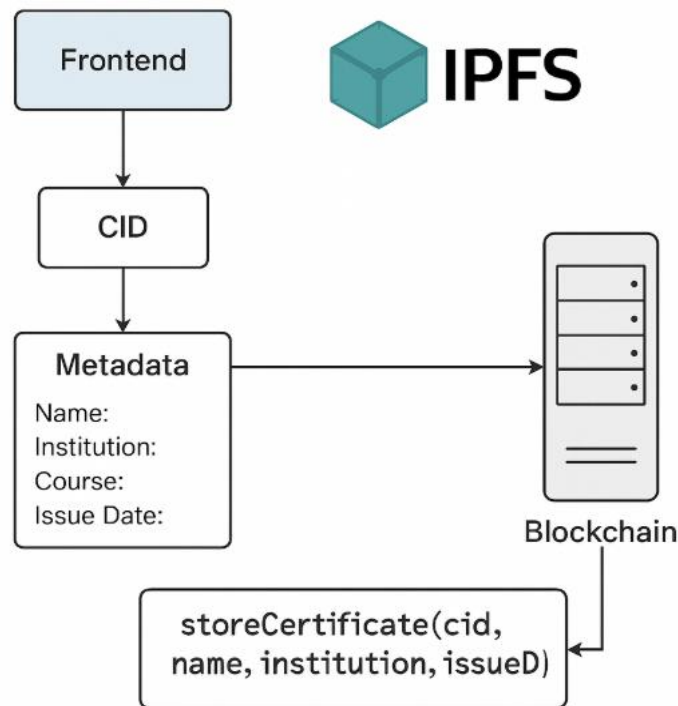 Frontend
IPFS
CID
Metadata
Name:
Institution:
Course:
Issue Date:
Blockchain
storeCertificate(cid,
name, institution, issueD)